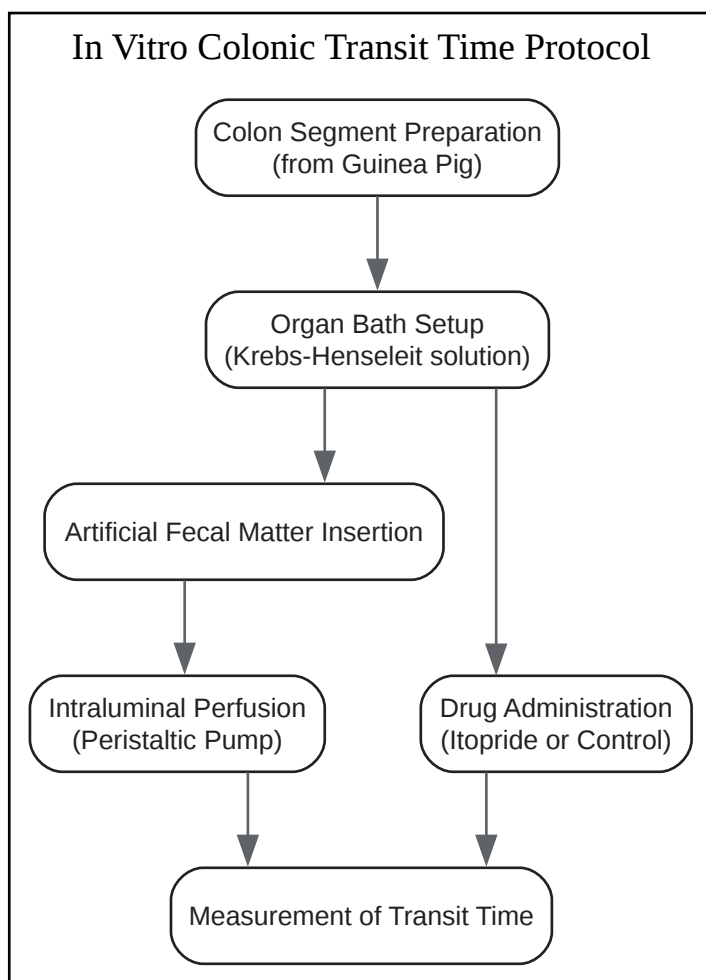 In Vitro Colonic Transit Time Protocol
Colon Segment Preparation
(from Guinea Pig)
Organ Bath Setup
(Krebs-Henseleit solution)
Artificial Fecal Matter Insertion
Intraluminal Perfusion
(Peristaltic Pump)
Drug Administration
(Itopride or Control)
Measurement of Transit Time